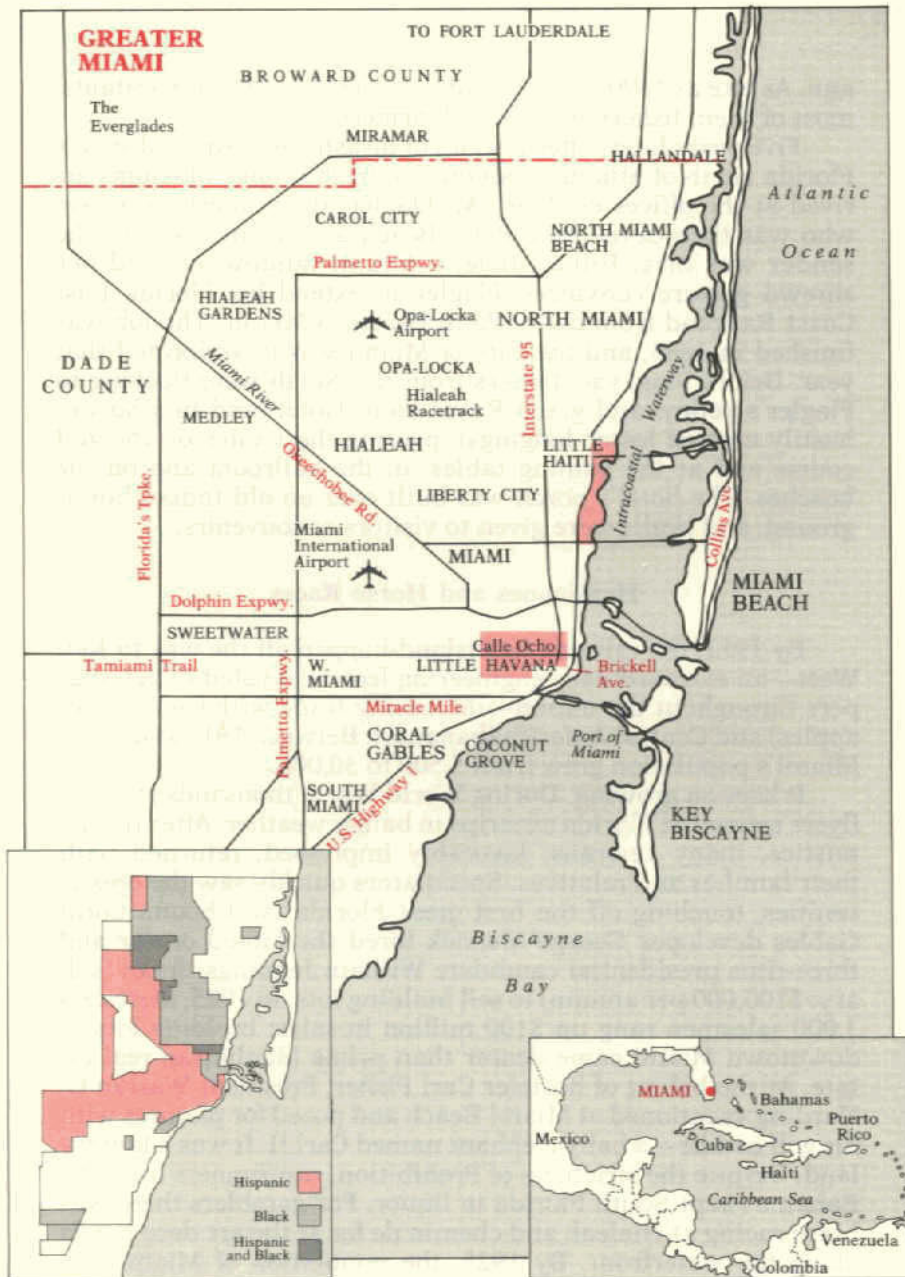 GREATER
MIAMI
TO FORT LAUDERDALE
BROWARD COUNTY
The
Everglades
MIRAMAR
HALLANDALE
Atlantic
Ocean
CAROL CITY
NORTH MIAMI
BEACH
Palmetto Expwy.
HIALEAH
GARDENS
Opa-Locka
Airport
NORTH MIAMI
DADE
COUNTY
Miami River
OPA-LOCKA
Hialeah
Racetrack
Interstate 95
Waterway
MEDLEY
HIALEAH
LITTLE
HAITI
Okeechobee Rd.
Intracoastal
LIBERTY CITY
Collins Ave.
Florida's Tpke
Miami
International
Airport
MIAMI
MIAMI
BEACH
Dolphin Expwy.
SWEETWATER
Calle Ocho
Tamiami Trail
W.
MIAMI
LITTLE HAVANA
Brickell
Ave.
Palmetto Expwy
Miracle Mile
CORAL
GABLES
COCONUT
GROVE
Port of
Miami
SOUTH
MIAMI
U.S. Highway 1
KEY
BISCAYNE
Biscayne
Bay
Hispanic
Black
Hispanic
and Black
MIAMI
Bahamas
Puerto
Rico
Mexico
Cuba
Haiti
Caribbean Sea
Venezuela
Colombia